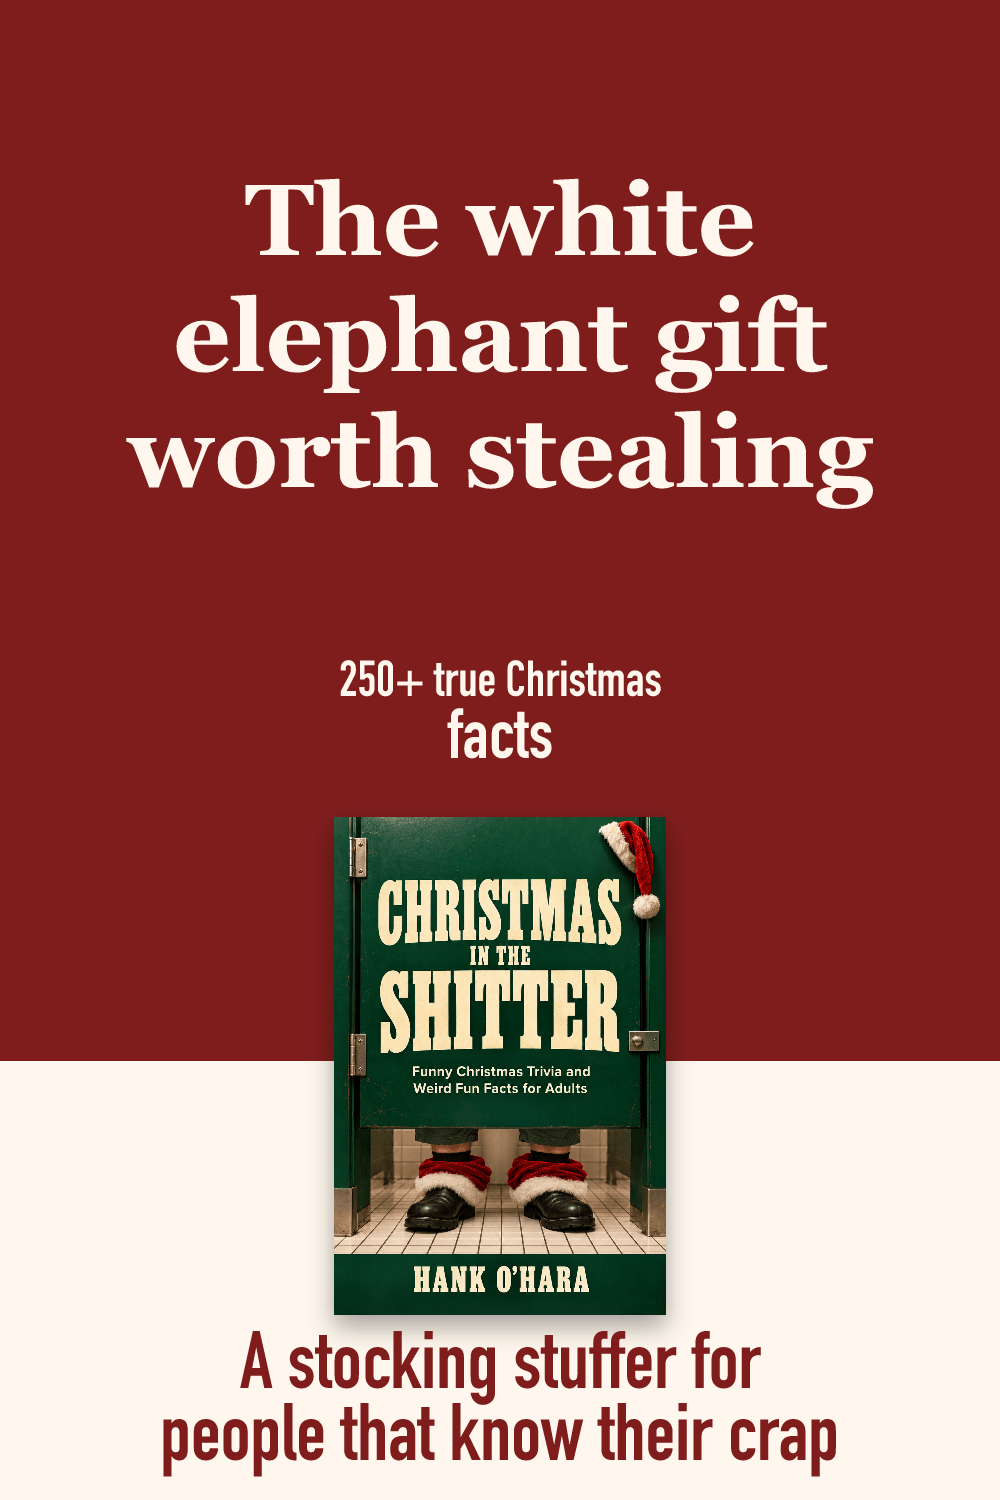 The white
elephant gift
worth stealing
250+ true Christmas
facts
CHRISTMAS
IN THE
SHITTER
Funny Christmas Trivia and
Weird Fun Facts for Adults
HANK O'HARA
A stocking stuffer for
people that know their crap